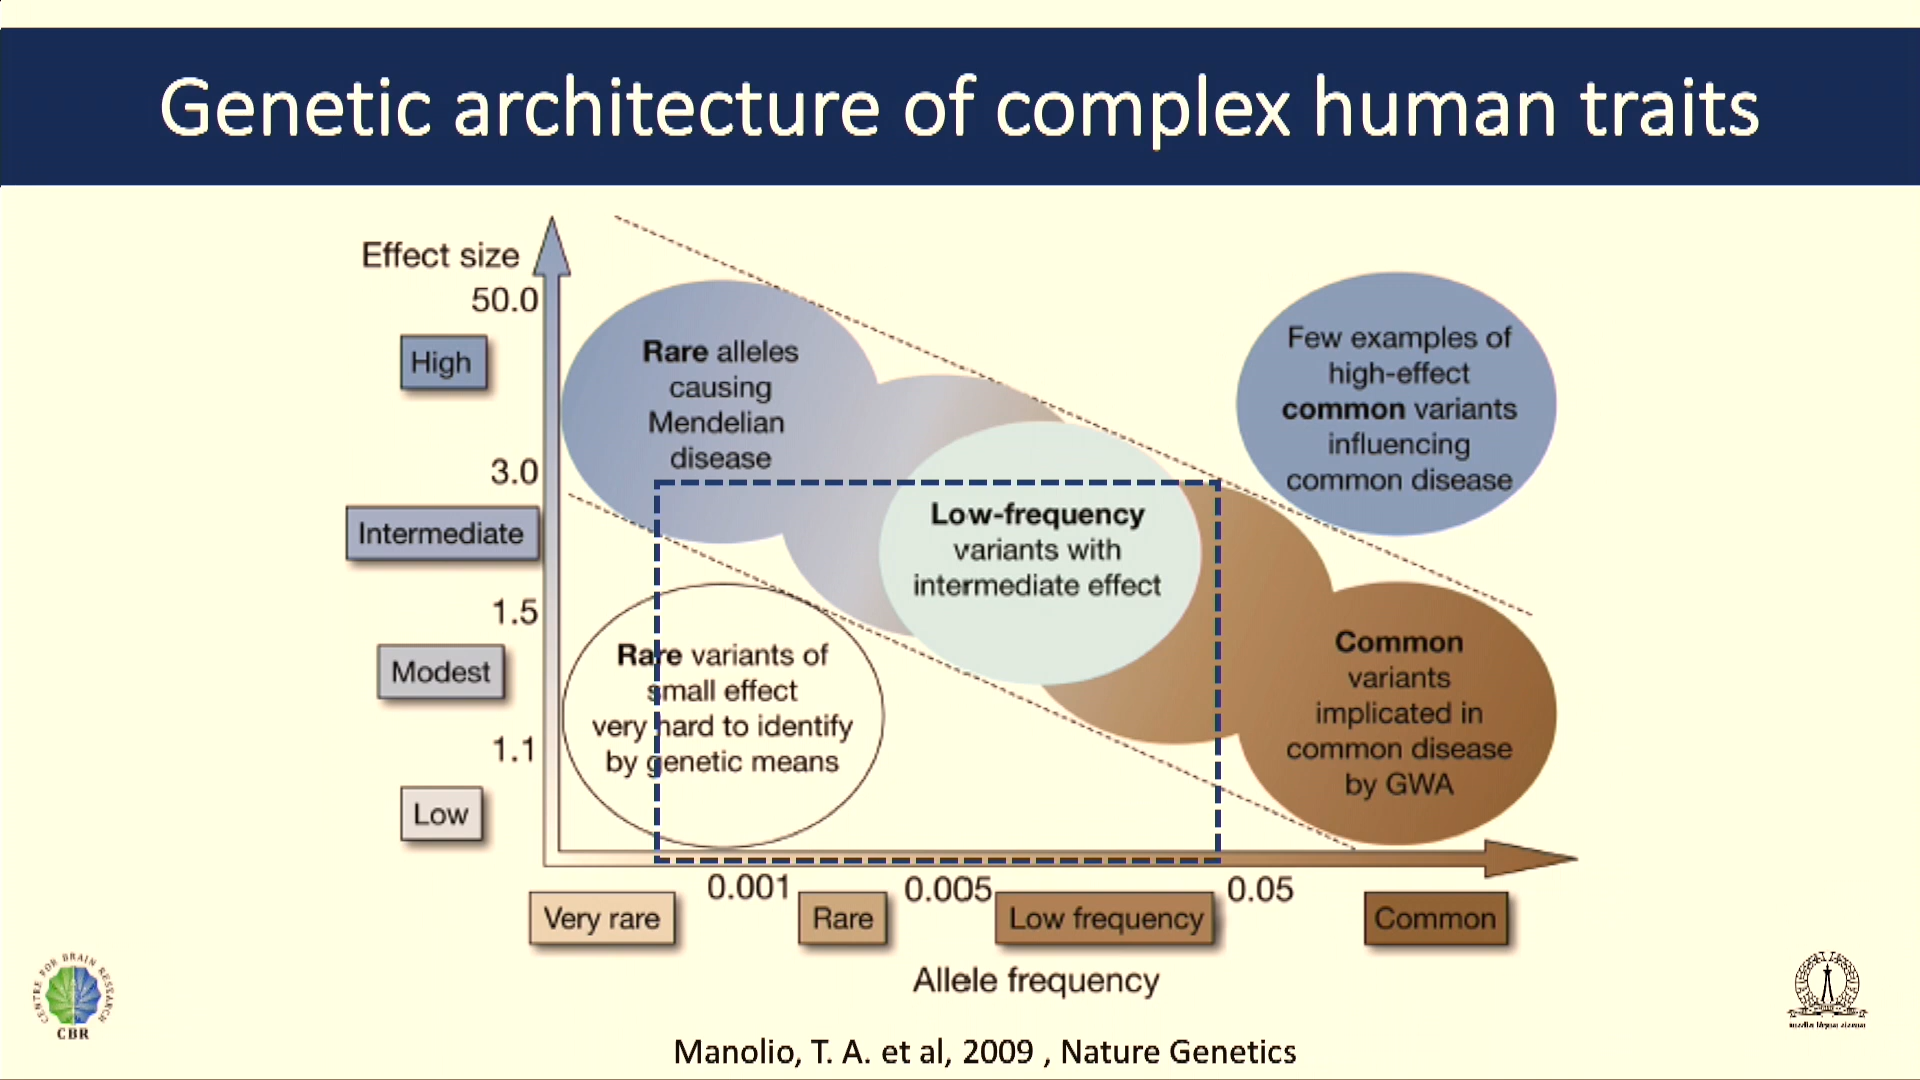 Genetic architecture of complex human traits
Effect size
50.0
High
3.0
Intermediate
1.5
Modest
1.1
Low
Rare alleles
causing
Mendelian
disease
Few examples of
high-effect
common variants
influencing
common disease
Low-frequency
variants with
intermediate effect
Rare variants of
small effect
very hard to identify
by genetic means
Common
variants
implicated in
common disease
by GWA
0.001
0.005
0.05
Very rare
Rare
Low frequency
Common
Allele frequency
CENTRE FOR BRAIN RESEARCH
CBR
Manolio, T. A. et al, 2009 , Nature Genetics